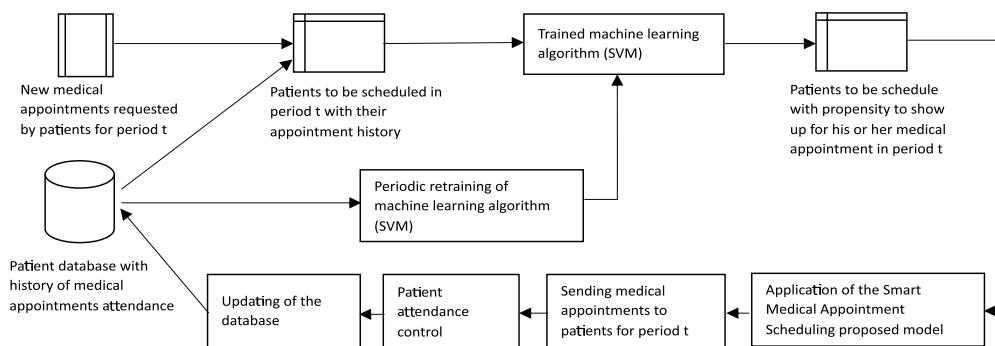 New medical
appointments requested
by patients for period t
Patients to be scheduled in
period t with their
appointment history
Trained machine learning
algorithm (SVM)
Patients to be schedule
with propensity to show
up for his or her medical
appointment in period t
Periodic retraining of
machine learning algorithm
(SVM)
Patient database with
history of medical
appointments attendance
Updating of the
database
Patient
attendance
control
Sending medical
appointments to
patients for period t
Application of the Smart
Medical Appointment
Scheduling proposed model